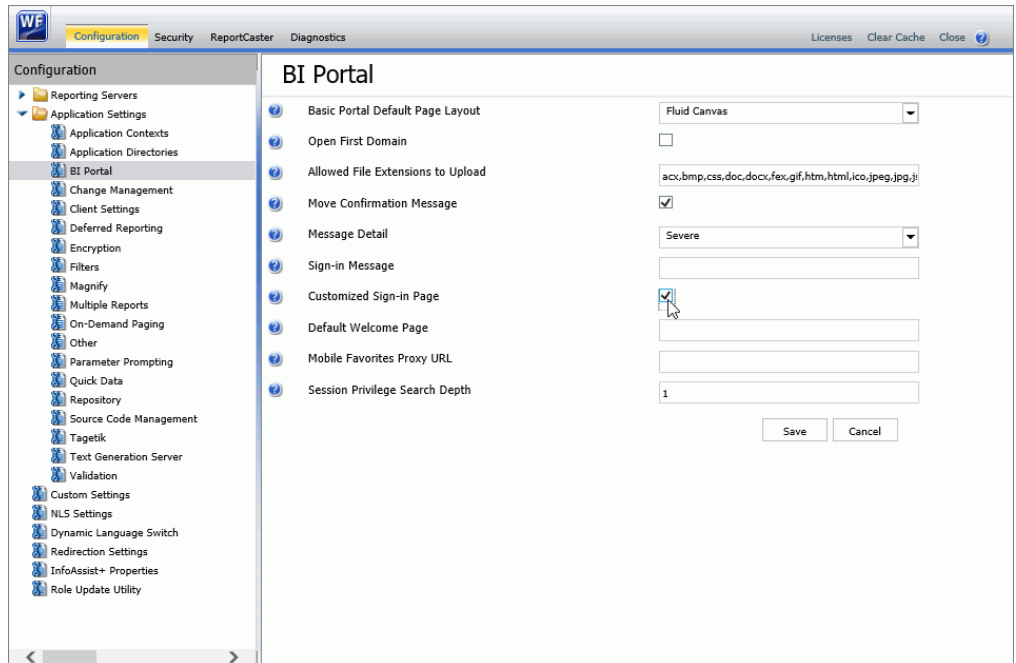 WF
Configuration Security ReportCaster Diagnostics Licenses Clear Cache Close ?
Configuration
Reporting Servers
Application Settings
Application Contexts
Application Directories
BI Portal
Change Management
Client Settings
Deferred Reporting
Encryption
Filters
Magnify
Multiple Reports
On-Demand Paging
Other
Parameter Prompting
Quick Data
Repository
Source Code Management
Tagetik
Text Generation Server
Validation
Custom Settings
NLS Settings
Dynamic Language Switch
Redirection Settings
InfoAssist+ Properties
Role Update Utility
BI Portal
? Basic Portal Default Page Layout Fluid Canvas
? Open First Domain
? Allowed File Extensions to Upload acx,bmp,css,doc,docx,fex,gif,htm,html,ico,jpeg,jpg,js
? Move Confirmation Message
? Message Detail Severe
? Sign-in Message
? Customized Sign-in Page
? Default Welcome Page
? Mobile Favorites Proxy URL
? Session Privilege Search Depth 1
Save Cancel